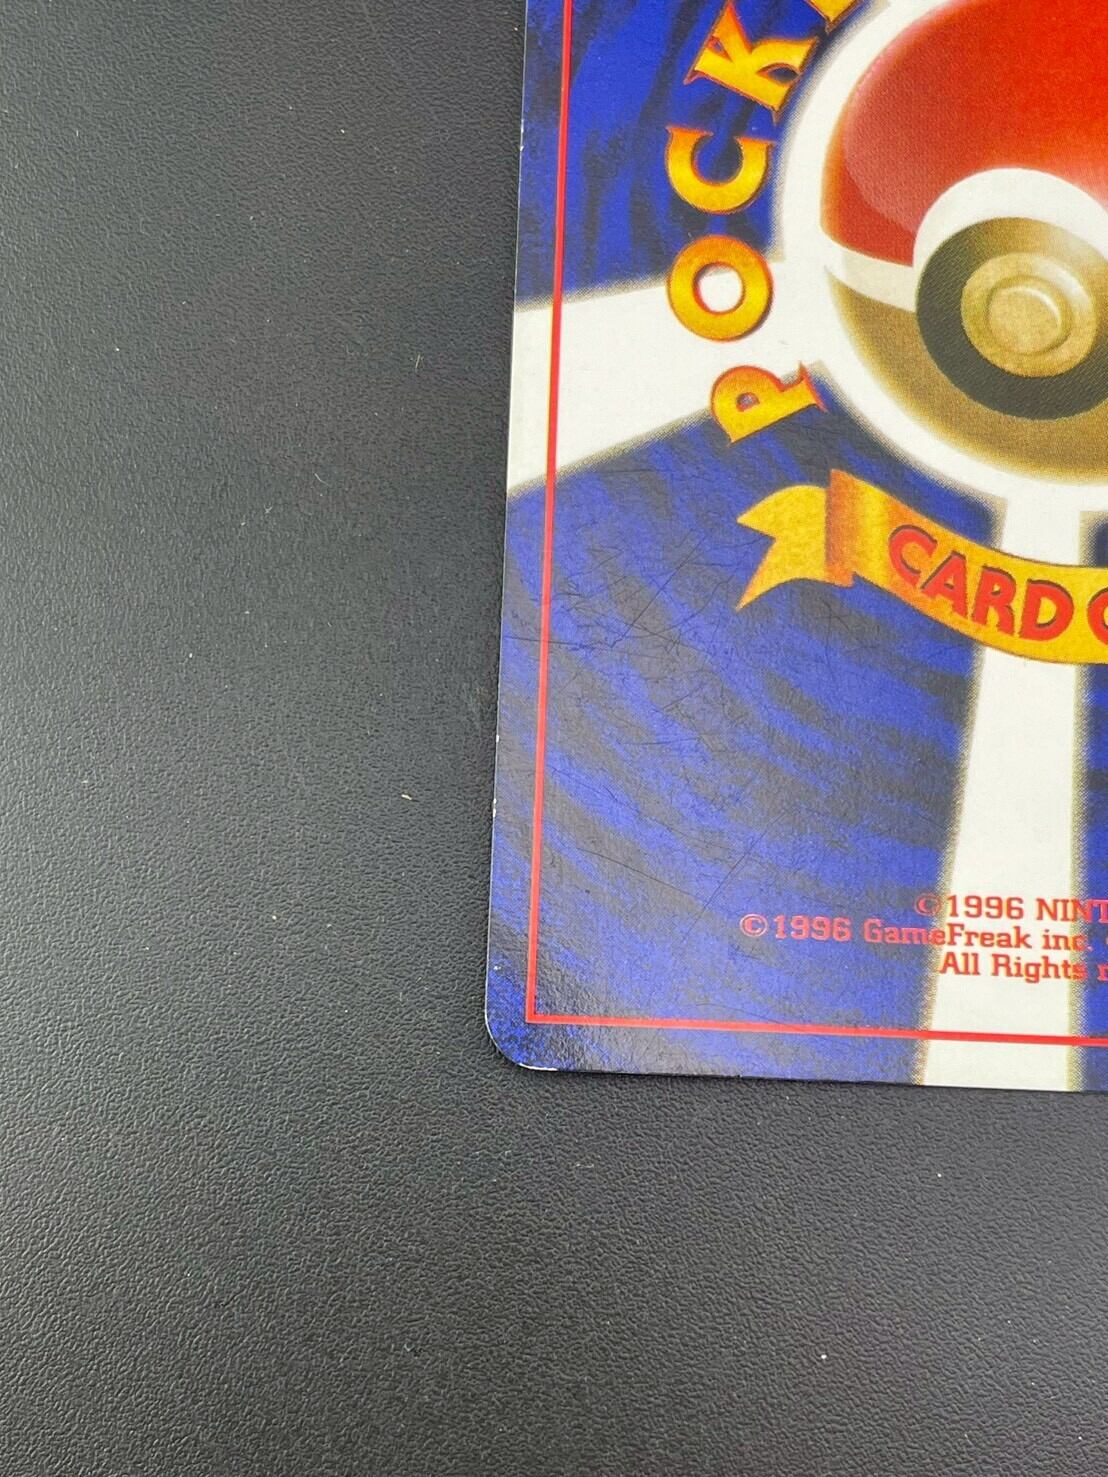 POCK
CARD
©1996 NINT
©1996 GameFreak inc.
All Rights